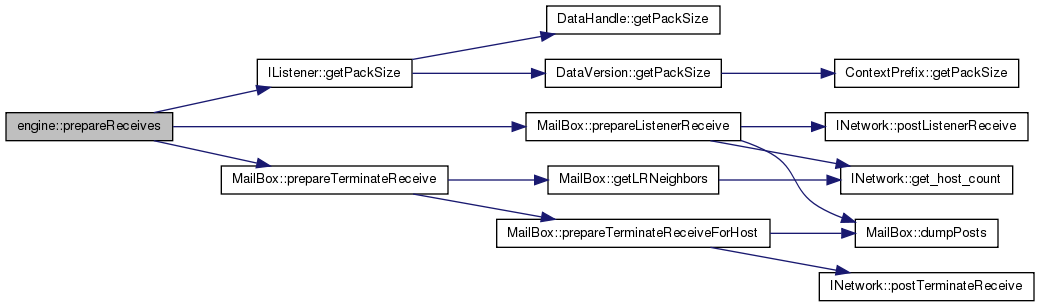 DataHandle::getPackSize
IListener::getPackSize
DataVersion::getPackSize
ContextPrefix::getPackSize
engine::prepareReceives
MailBox::prepareListenerReceive
INetwork::postListenerReceive
MailBox::prepareTerminateReceive
MailBox::getLRNeighbors
INetwork::get_host_count
MailBox::prepareTerminateReceiveForHost
MailBox::dumpPosts
INetwork::postTerminateReceive